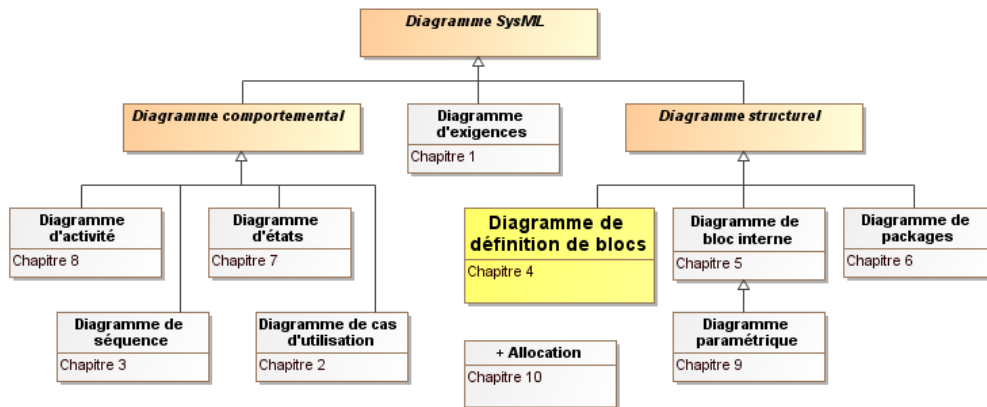 Diagramme SysML
Diagramme comportemental
Diagramme
d'exigences
Chapitre 1
Diagramme structurel
Diagramme
d'activité
Chapitre 8
Diagramme
d'états
Chapitre 7
Diagramme de
définition de blocs
Chapitre 4
Diagramme de
bloc interne
Chapitre 5
Diagramme de
packages
Chapitre 6
Diagramme de
séquence
Chapitre 3
Diagramme de cas
d'utilisation
Chapitre 2
+ Allocation
Chapitre 10
Diagramme
paramétrique
Chapitre 9